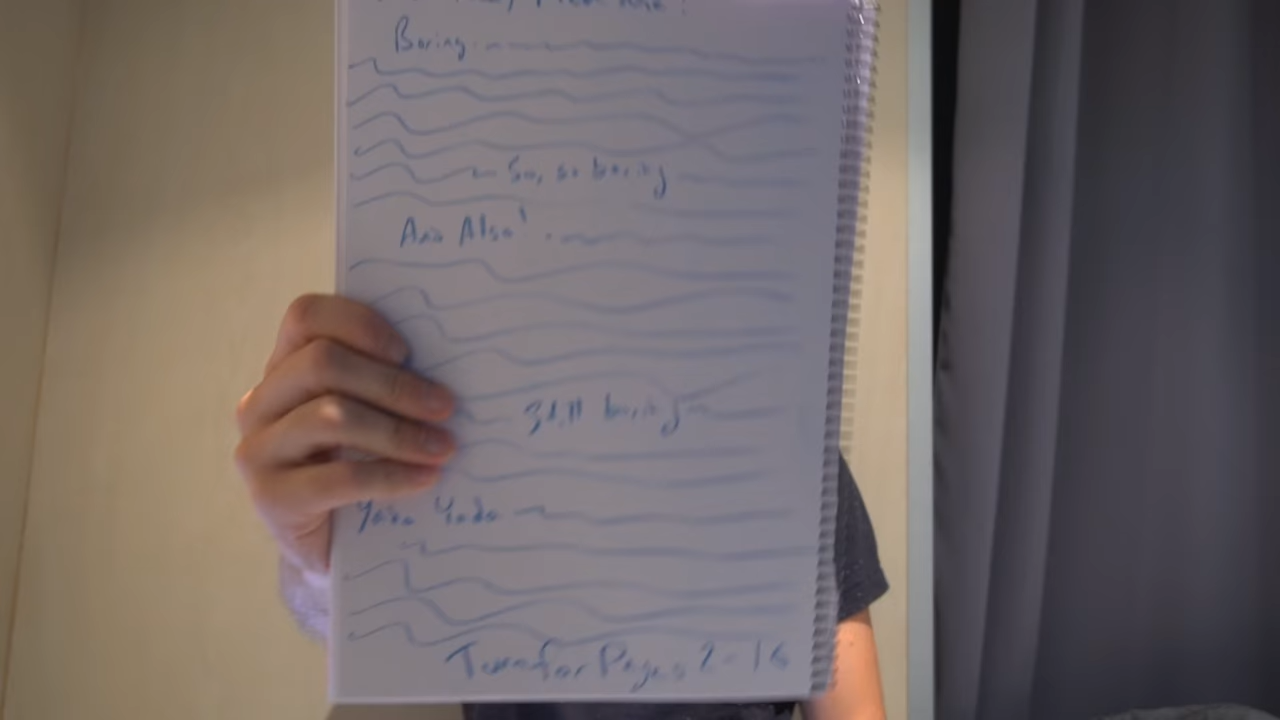 Boring.
So, so boring
And Also!
Still boring
Yada Yada
Turn for Pages 2-16